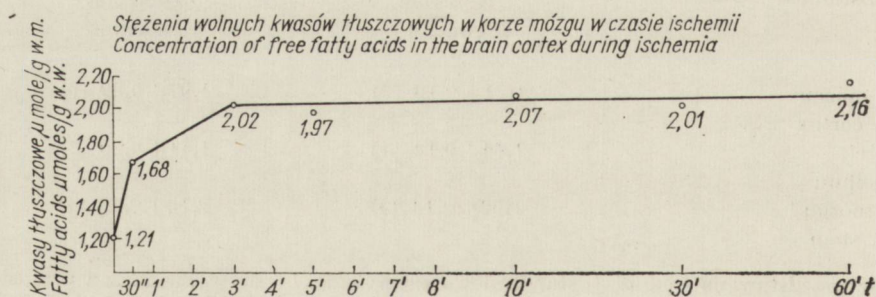 Stężenia wolnych kwasów tłuszczowych w korze mózgu w czasie ischemii
Concentration of free fatty acids in the brain cortex during ischemia
Kwasy tłuszczowe µ mole/g w.m.
Fatty acids µmoles/g w.w.
2,20
2,00
1,80
1,60
1,40
1,20
1,21
1,68
2,02
1,97
2,07
2,01
2,16
30" 1' 2' 3' 4' 5' 6' 7' 8' 10' 30' 60' t